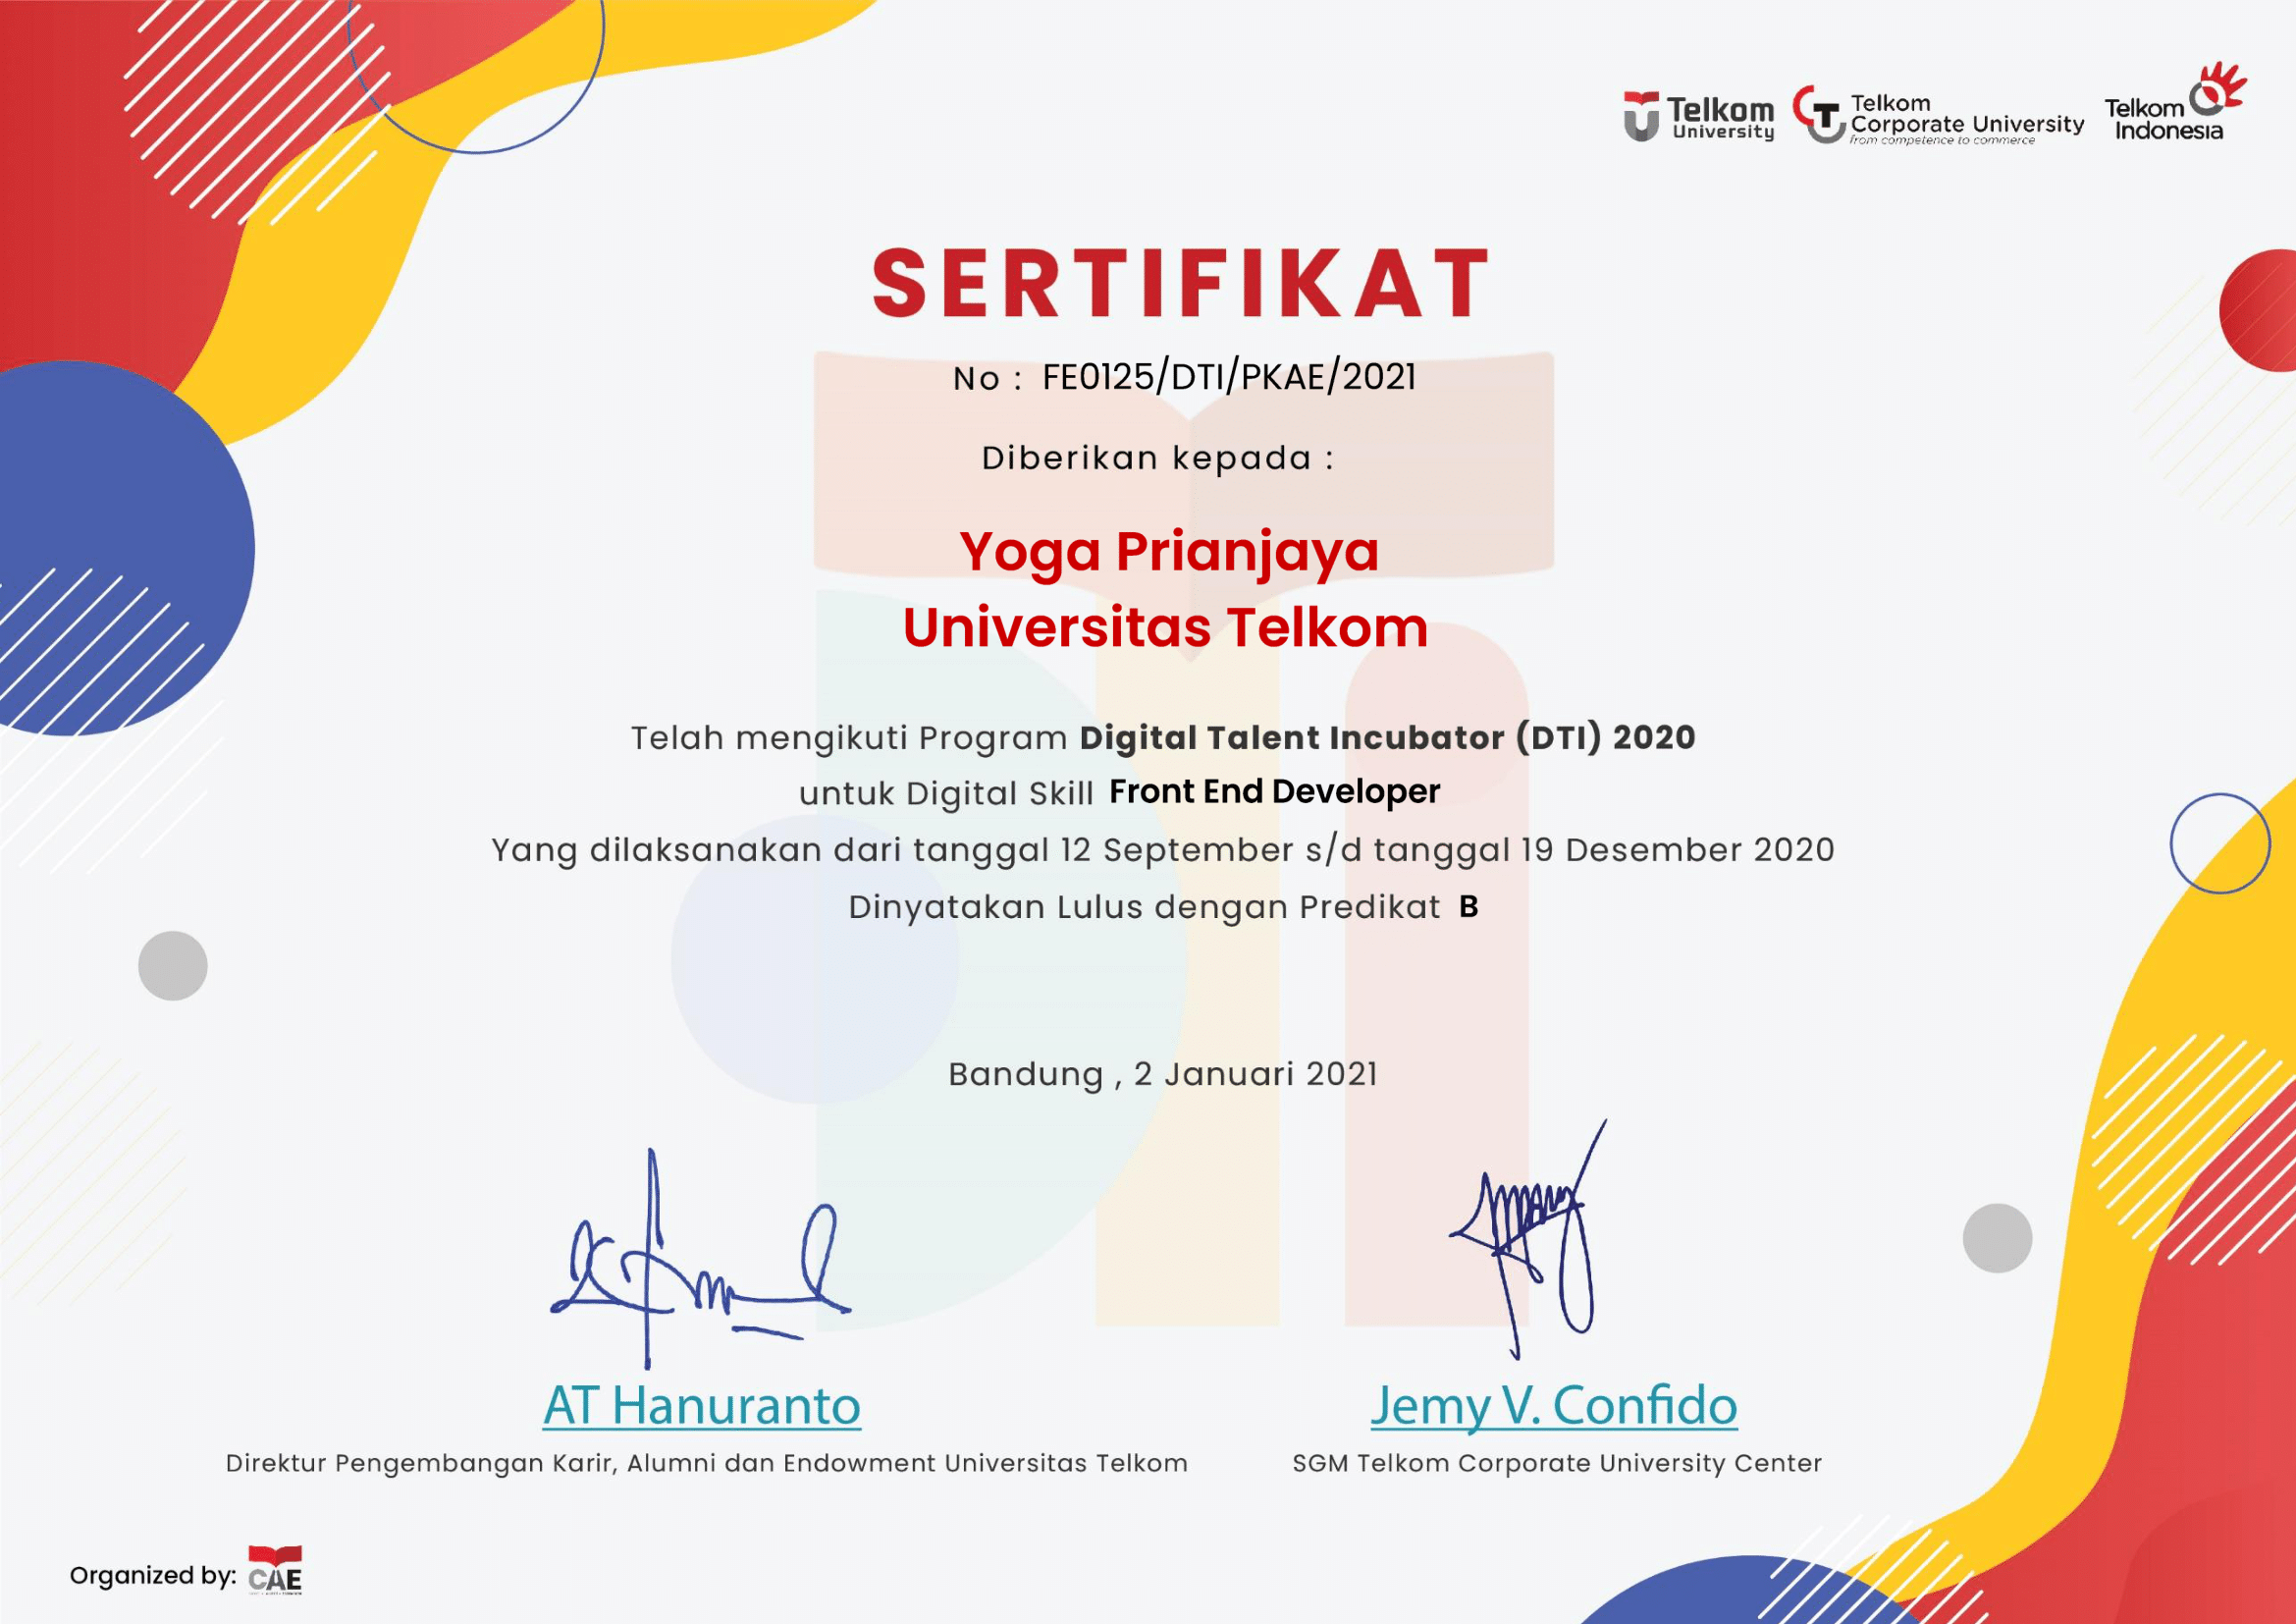 Telkom
University
Telkom
Corporate University
from competence to commerce
Telkom
Indonesia
SERTIFIKAT
No : FE0125/DTI/PKAE/2021
Diberikan kepada :
Yoga Prianjaya
Universitas Telkom
Telah mengikuti Program Digital Talent Incubator (DTI) 2020
untuk Digital Skill Front End Developer
Yang dilaksanakan dari tanggal 12 September s/d tanggal 19 Desember 2020
Dinyatakan Lulus dengan Predikat B
Bandung , 2 Januari 2021
AT Hanuranto
Direktur Pengembangan Karir, Alumni dan Endowment Universitas Telkom
Jemy V. Confido
SGM Telkom Corporate University Center
Organized by: CAE